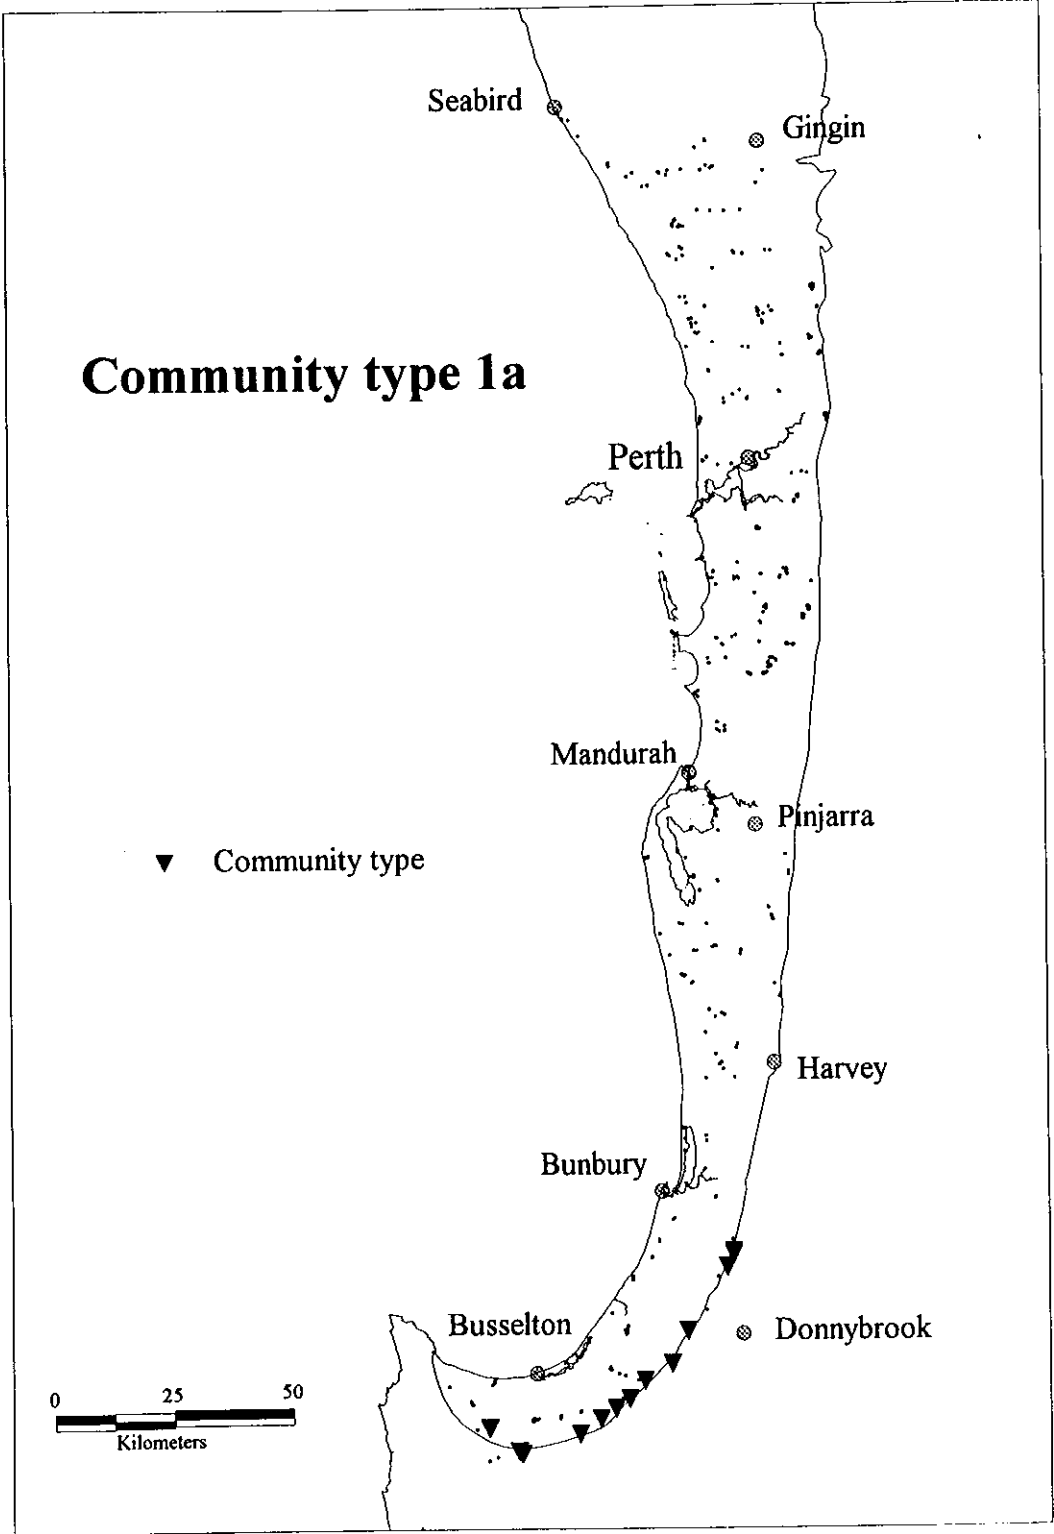 Seabird
Gingin
Community type 1a
Perth
Mandurah
Pinjarra
Community type
Harvey
Bunbury
Busselton
Donnybrook
0 25 50
Kilometers